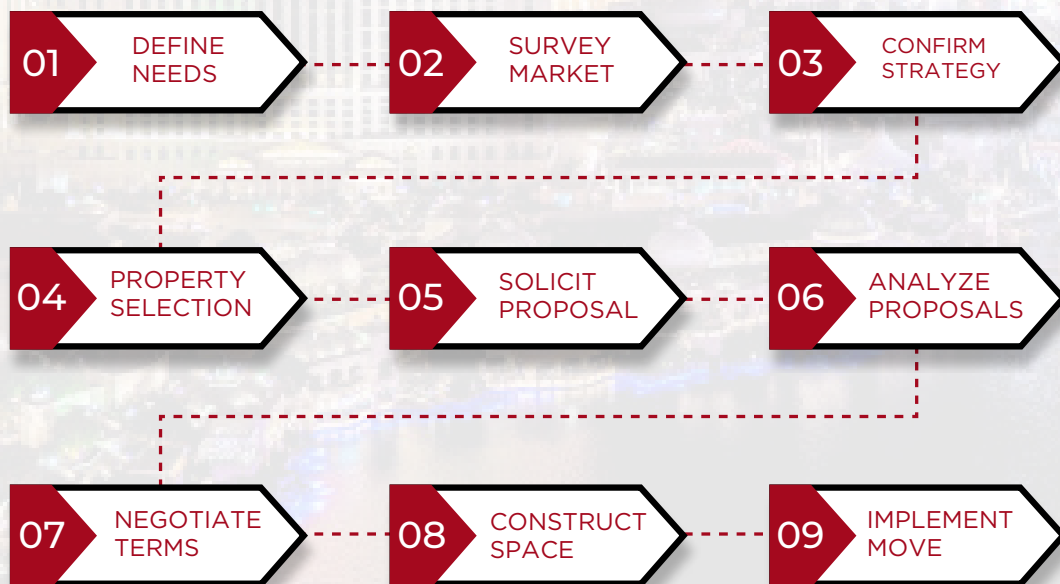 01
DEFINE
NEEDS
02
SURVEY
MARKET
03
CONFIRM
STRATEGY
04
PROPERTY
SELECTION
05
SOLICIT
PROPOSAL
06
ANALYZE
PROPOSALS
07
NEGOTIATE
TERMS
08
CONSTRUCT
SPACE
09
IMPLEMENT
MOVE